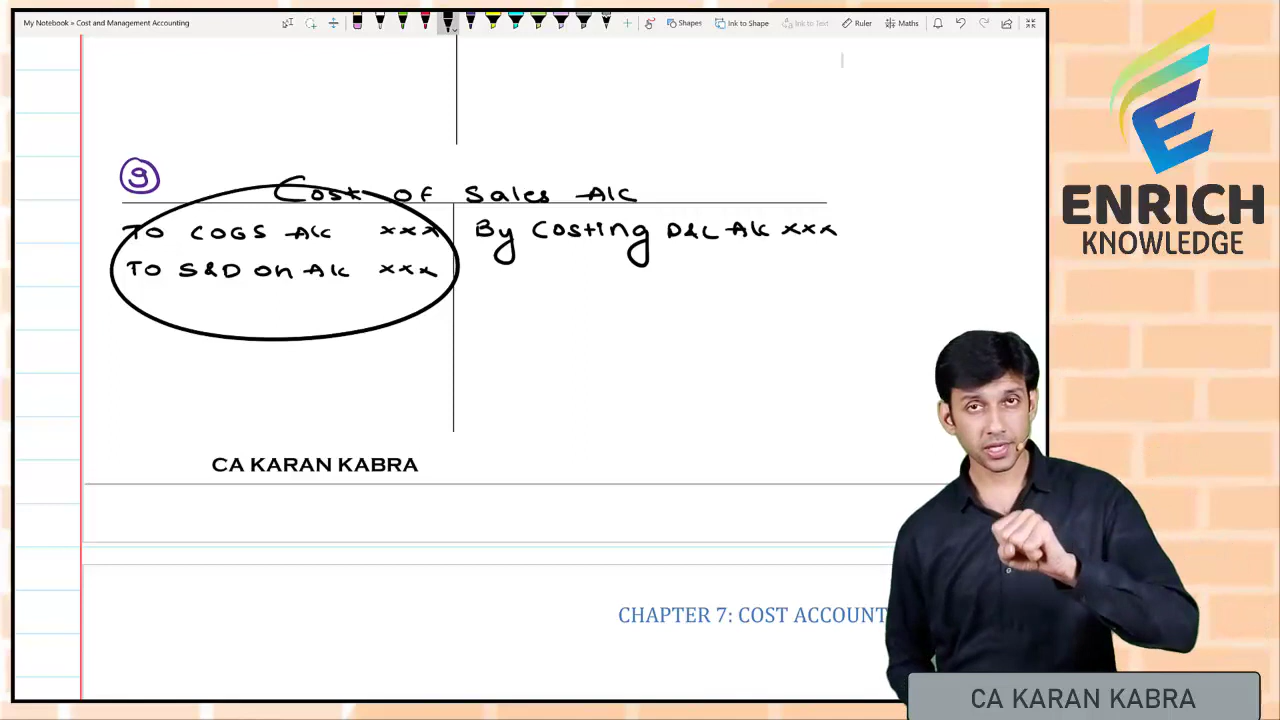 My Notebook » Cost and Management Accounting
Shapes
Ink to Shape
Ink to Text
Ruler
Maths
9
Cost of Sales A/c
To COGS A/c xxx
By Costing P&L A/c xxx
To S&D OH A/c xxx
CA KARAN KABRA
CHAPTER 7: COST ACCOUNT
ENRICH
KNOWLEDGE
CA KARAN KABRA